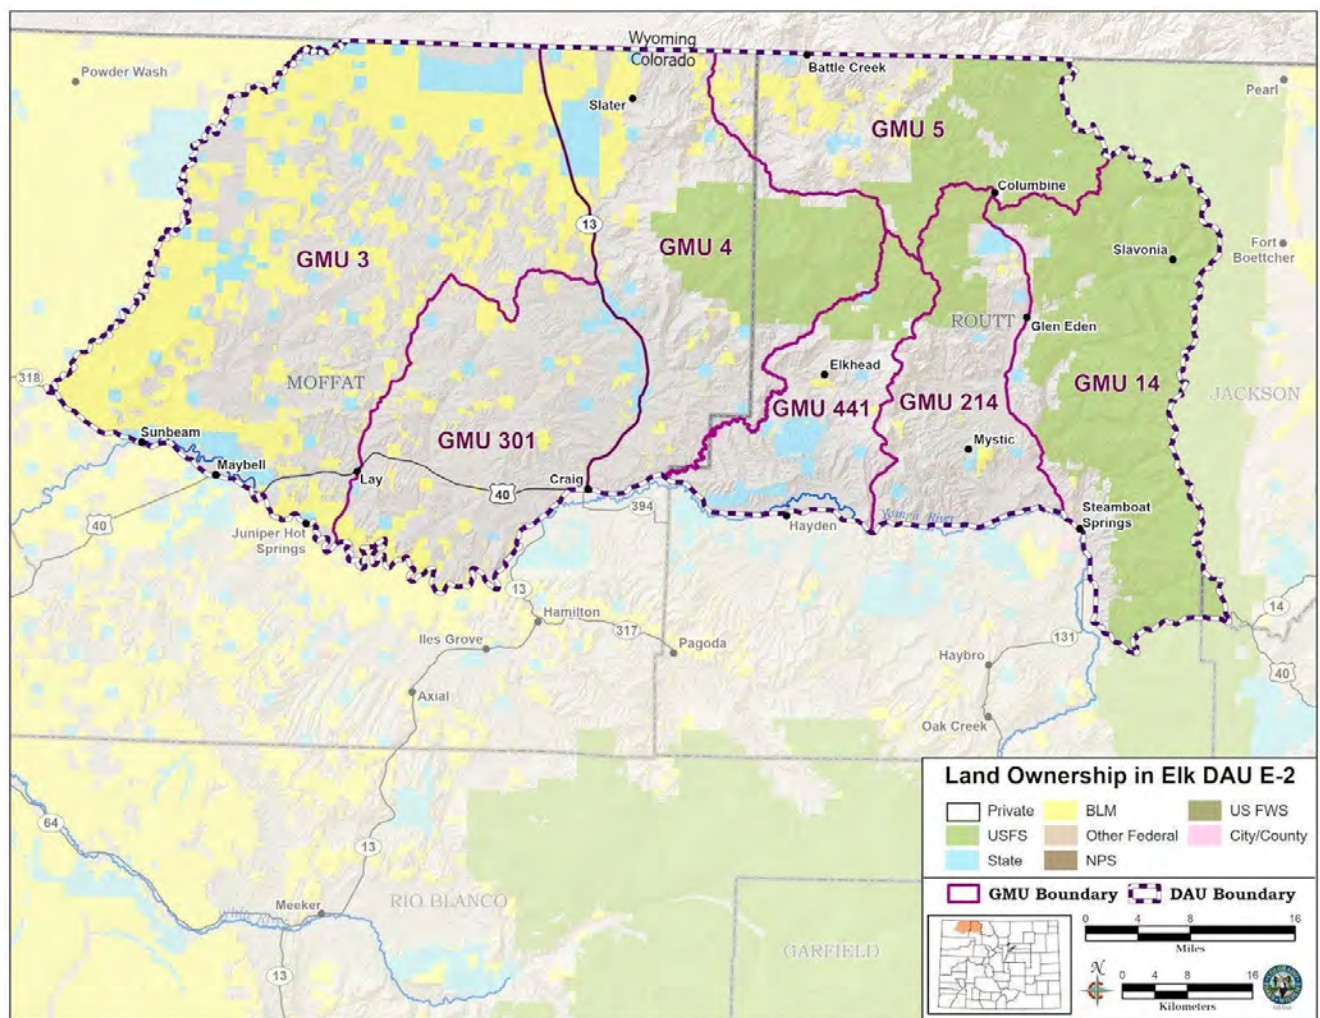 Wyoming
Colorado
Powder Wash
Battle Creek
Pearl
Slater
GMU 5
Columbine
13
GMU 4
GMU 3
Slavonia
Fort
Boettcher
ROUTT
Glen Eden
318
MOFFAT
Elkhead
GMU 14
JACKSON
GMU 441
GMU 214
GMU 301
Sunbeam
Mystic
Maybell
Lay
Craig
40
394
40
Juniper Hot
Springs
Hayden
Yampa River
Steamboat
Springs
13
Hamilton
14
Iles Grove
317
Pagoda
131
Haybro
40
Axial
Oak Creek
64
13
Meeker
RIO BLANCO
GARFIELD
13
Land Ownership in Elk DAU E-2
Private
BLM
US FWS
USFS
Other Federal
City/County
State
NPS
GMU Boundary
DAU Boundary
0 4 8 16
Miles
N
0 4 8 16
Kilometers